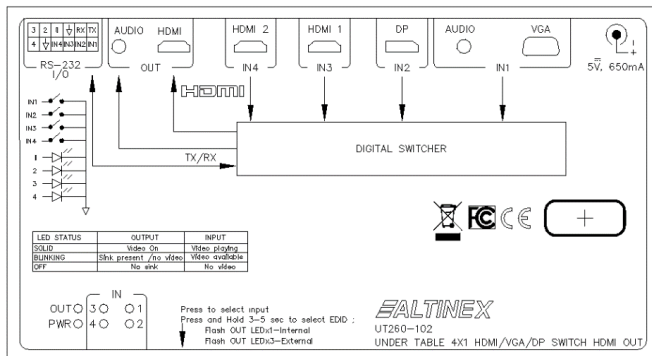 3 2 1 RX TX
4 IN4 IN3 IN2 IN1
RS-232
I/O
AUDIO HDMI
OUT
HDMI 2
IN4
HDMI 1
IN3
DP
IN2
AUDIO VGA
IN1
- +
5V, 650mA
HDMI
IN1
IN2
IN3
IN4
1
2
3
4
TX/RX
DIGITAL SWITCHER
FC CE
+
LED STATUS OUTPUT INPUT
SOLID Video On Video playing
BLINKING Sink present /no video Video available
OFF No sink No video
IN
OUT 3 1
PWR 4 2
Press to select input
Press and Hold 3-5 sec to select EDID :
Flash OUT LEDx1-Internal
Flash OUT LEDx3-External
ALTINEX
UT260-102
UNDER TABLE 4X1 HDMI/VGA/DP SWITCH HDMI OUT